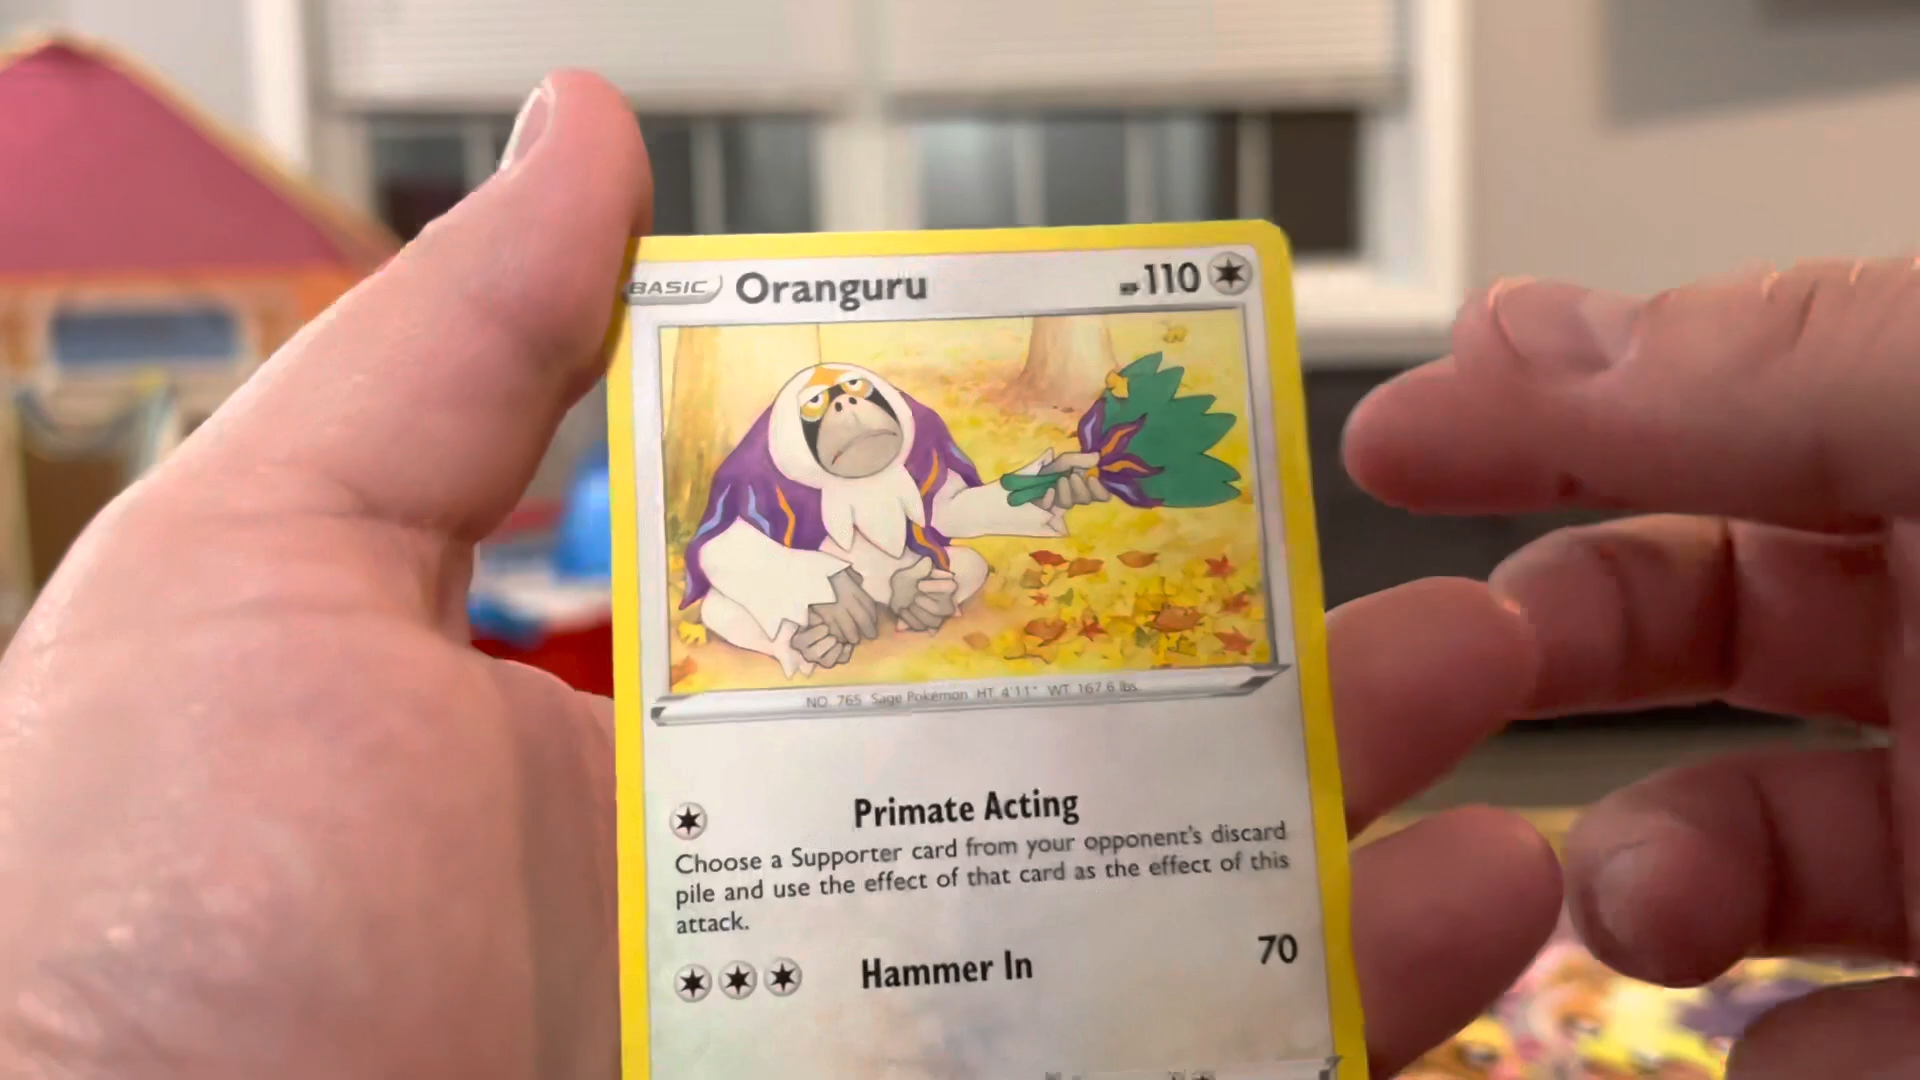 BASIC Oranguru HP 110
NO. 765 Sage Pokémon HT 4'11" WT 167.6 lbs.
Primate Acting
Choose a Supporter card from your opponent's discard
pile and use the effect of that card as the effect of this
attack.
Hammer In 70